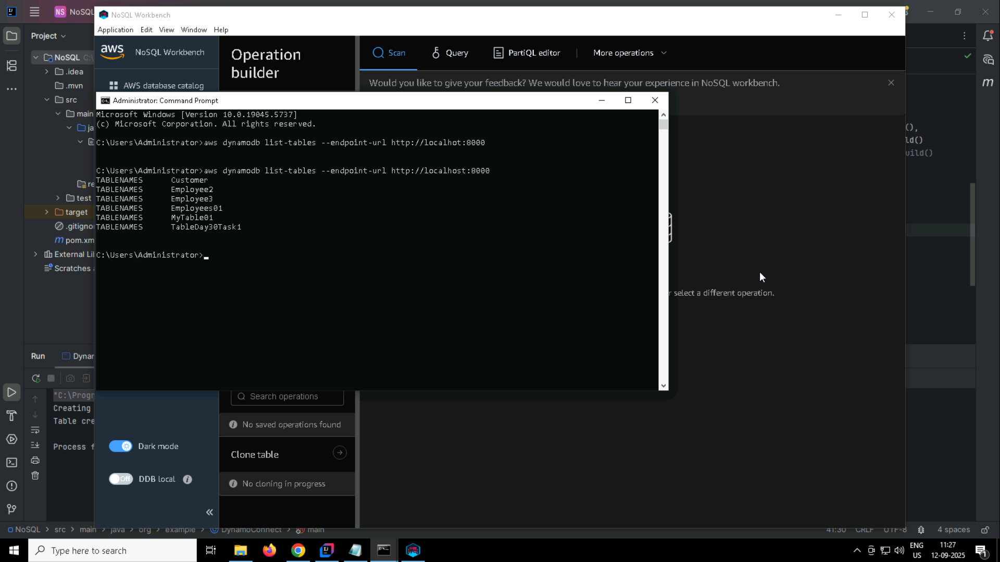 NS NoSQL
NoSQL Workbench
Application Edit View Window Help
Project
aws NoSQL Workbench
Operation
builder
Scan Query PartiQL editor More operations
NoSQL C:\
.idea
.mvn
src
main
test
target
pom.xm
External Li
Scratches
AWS database catalog
Would you like to give your feedback? We would love to hear your experience in NoSQL workbench.
Administrator: Command Prompt
Microsoft Windows [Version 10.0.19045.5737]
(c) Microsoft Corporation. All rights reserved.
C:\Users\Administrator>aws dynamodb list-tables --endpoint-url http://localhot:8000
C:\Users\Administrator>aws dynamodb list-tables --endpoint-url http://localhost:8000
TABLENAMES Customer
TABLENAMES Employee2
TABLENAMES Employee3
TABLENAMES Employees01
TABLENAMES MyTable01
TABLENAMES TableDay30Task1
C:\Users\Administrator>
(),
ld()
uild()
r select a different operation.
Run Dynar
"C:\Progr
Creating
Table cre
Process f
Search operations
No saved operations found
Clone table
No cloning in progress
Dark mode
Off DDB local
NoSQL > src > main > java > org > example > DynamoConnect > main
41:30 CRLF UTF-8 4 spaces
Type here to search
ENG
US
11:27
12-09-2025
1